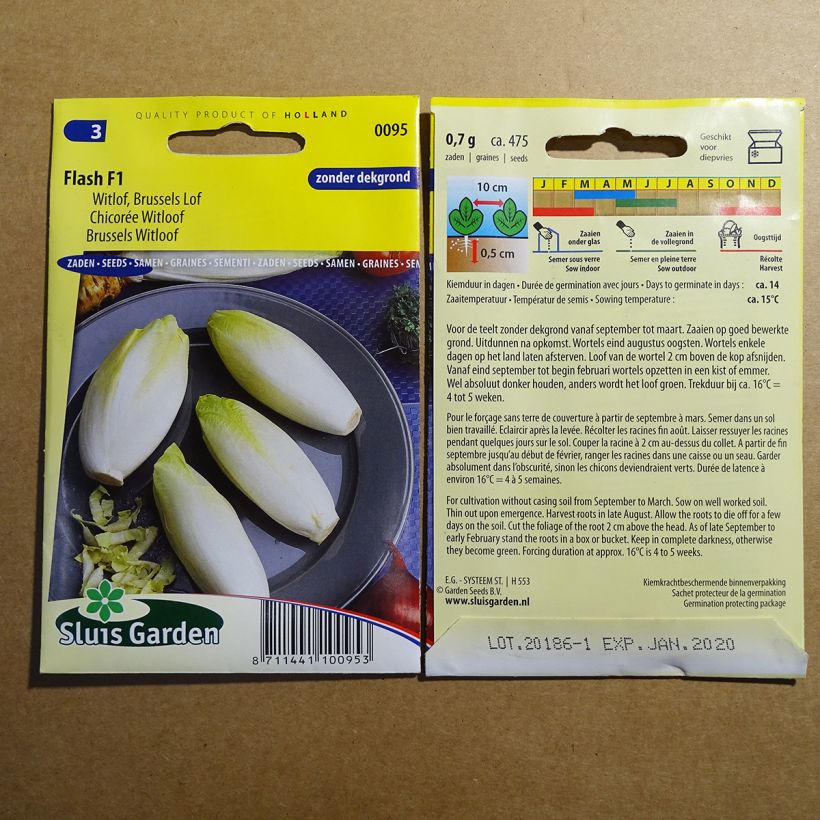 QUALITY PRODUCT OF HOLLAND
3
0095
Flash F1
zonder dekgrond
Witlof, Brussels Lof
Chicorée Witloof
Brussels Witloof
ZADEN • SEEDS • SAMEN • GRAINES • SEMENTI • ZADEN • SEEDS • SAMEN • GRAINES • SEM
Sluis Garden
8 711441 100953
0,7 g ca. 475
zaden | graines | seeds
Geschikt
voor
diepvries
10 cm
0,5 cm
J F M A M J J A S O N D
Zaaien
onder glas
Semer sous verre
Sow indoor
Zaaien in
de vollegrond
Semer en pleine terre
Sow outdoor
Oogsttijd
Récolte
Harvest
Kiemduur in dagen • Durée de germination avec jours • Days to germinate in days : ca. 14
Zaaitemperatuur • Températur de semis • Sowing temperature : ca. 15°C
Voor de teelt zonder dekgrond vanaf september tot maart. Zaaien op goed bewerkte
grond. Uitdunnen na opkomst. Wortels eind augustus oogsten. Wortels enkele
dagen op het land laten afsterven. Loof van de wortel 2 cm boven de kop afsnijden.
Vanaf eind september tot begin februari wortels opzetten in een kist of emmer.
Wel absoluut donker houden, anders wordt het loof groen. Trekduur bij ca. 16°C =
4 tot 5 weken.
Pour le forçage sans terre de couverture à partir de septembre à mars. Semer dans un sol
bien travaillé. Eclaircir après la levée. Récolter les racines fin août. Laisser ressuyer les racines
pendant quelques jours sur le sol. Couper la racine à 2 cm au-dessus du collet. A partir de fin
septembre jusqu'au début de février, ranger les racines dans une caisse ou un seau. Garder
absolument dans l'obscurité, sinon les chicons deviendraient verts. Durée de latence à
environ 16°C = 4 à 5 semaines.
For cultivation without casing soil from September to March. Sow on well worked soil.
Thin out upon emergence. Harvest roots in late August. Allow the roots to die off for a few
days on the soil. Cut the foliage of the root 2 cm above the head. As of late September to
early February stand the roots in a box or bucket. Keep in complete darkness, otherwise
they become green. Forcing duration at approx. 16°C is 4 to 5 weeks.
E.G. - SYSTEEM ST. | H 553
© Garden Seeds B.V.
www.sluisgarden.nl
Kiemkrachtbeschermende binnenverpakking
Sachet protecteur de la germination
Germination protecting package
LOT.20186-1 EXP.JAN.2020